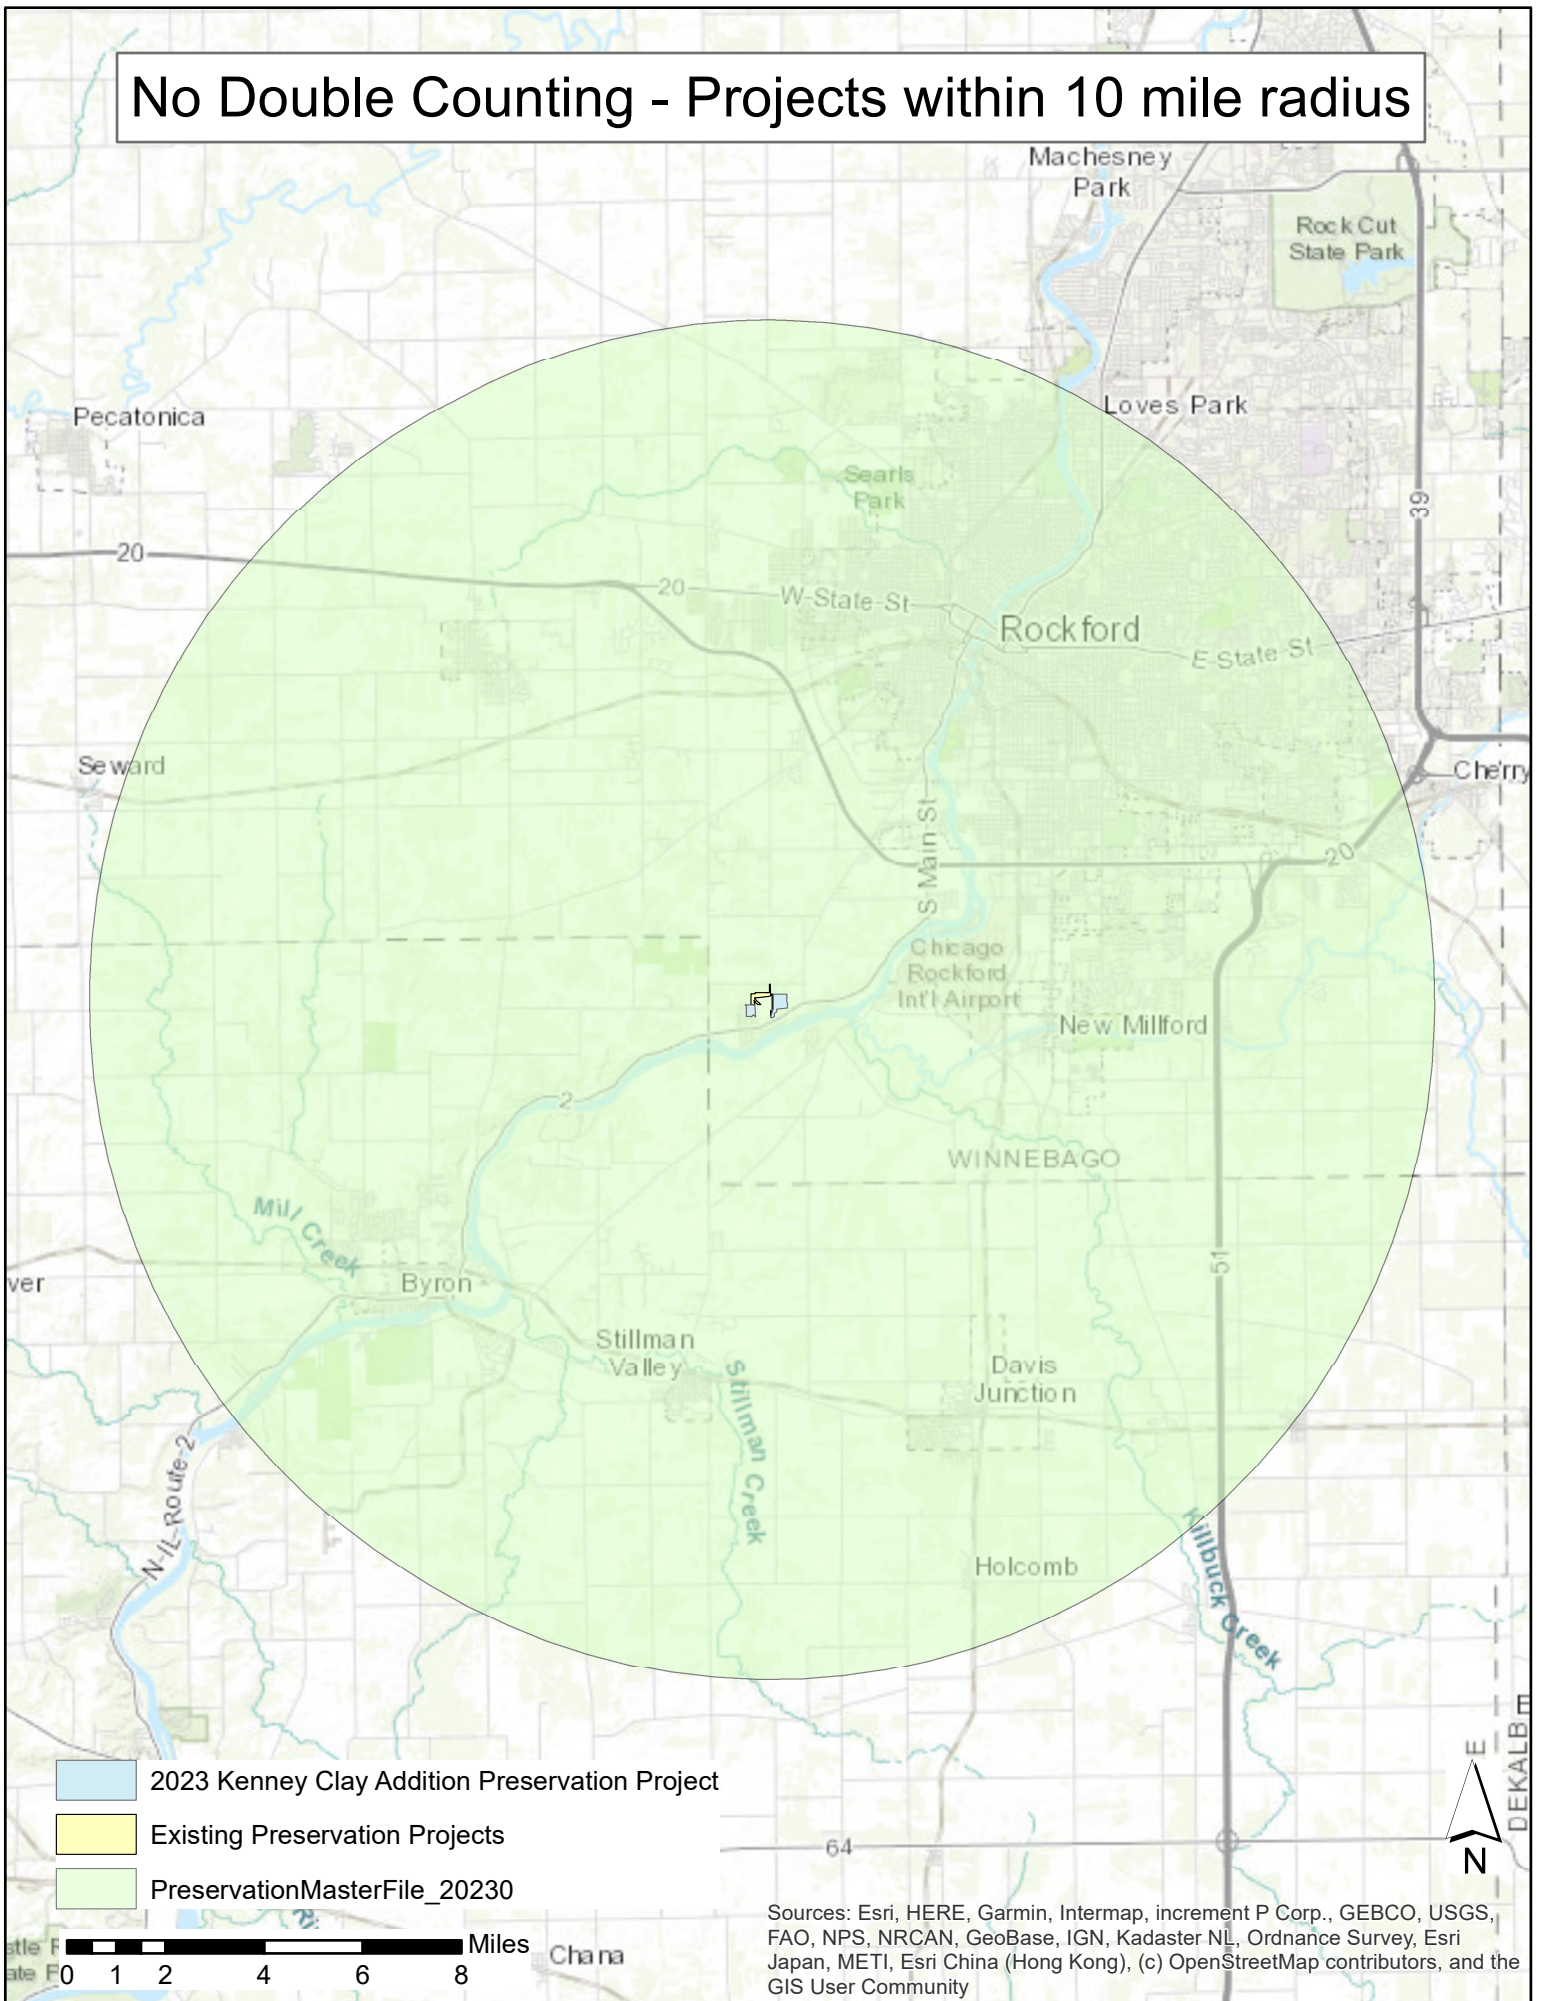 No Double Counting - Projects within 10 mile radius
Machesney
Park
Rock Cut
State Park
Pecatonica
Loves Park
Searls
Park
39
20
20
W State St
Rockford
E State St
Seward
Cherry
S Main St
20
Chicago
Rockford
Int'l Airport
New Millford
2
WINNEBAGO
Mill Creek
51
ver
Byron
Stillman
Valley
Stillman Creek
Davis
Junction
N-IL-Route-2
Holcomb
Killbuck Creek
DEKALB
E
2023 Kenney Clay Addition Preservation Project
Existing Preservation Projects
PreservationMasterFile_20230
64
N
Miles
0 1 2 4 6 8
Chana
Sources: Esri, HERE, Garmin, Intermap, increment P Corp., GEBCO, USGS,
FAO, NPS, NRCAN, GeoBase, IGN, Kadaster NL, Ordnance Survey, Esri
Japan, METI, Esri China (Hong Kong), (c) OpenStreetMap contributors, and the
GIS User Community